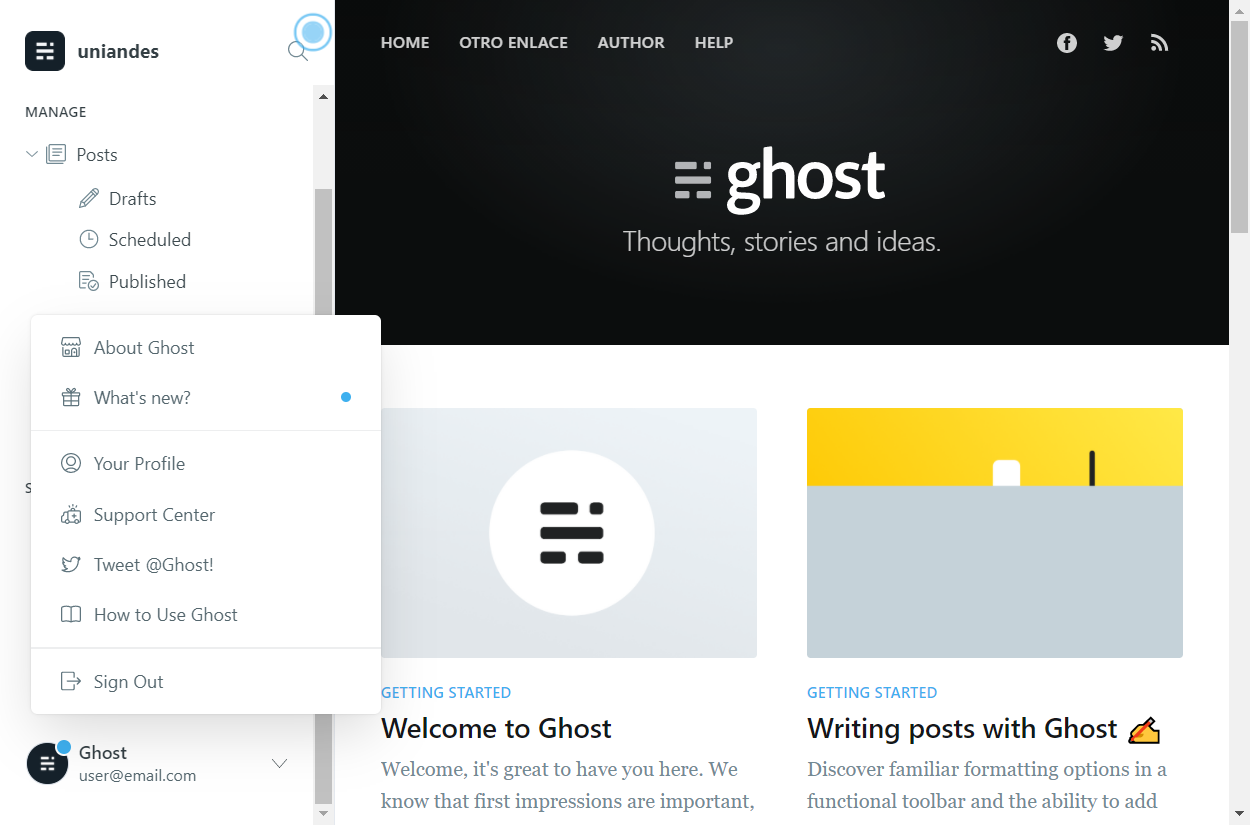 uniandes
MANAGE
Posts
Drafts
Scheduled
Published
About Ghost
What's new?
Your Profile
Support Center
Tweet @Ghost!
How to Use Ghost
Sign Out
S
Ghost
user@email.com
HOME OTRO ENLACE AUTHOR HELP
ghost
Thoughts, stories and ideas.
GETTING STARTED
Welcome to Ghost
Welcome, it's great to have you here. We
know that first impressions are important,
GETTING STARTED
Writing posts with Ghost ✍️
Discover familiar formatting options in a
functional toolbar and the ability to add